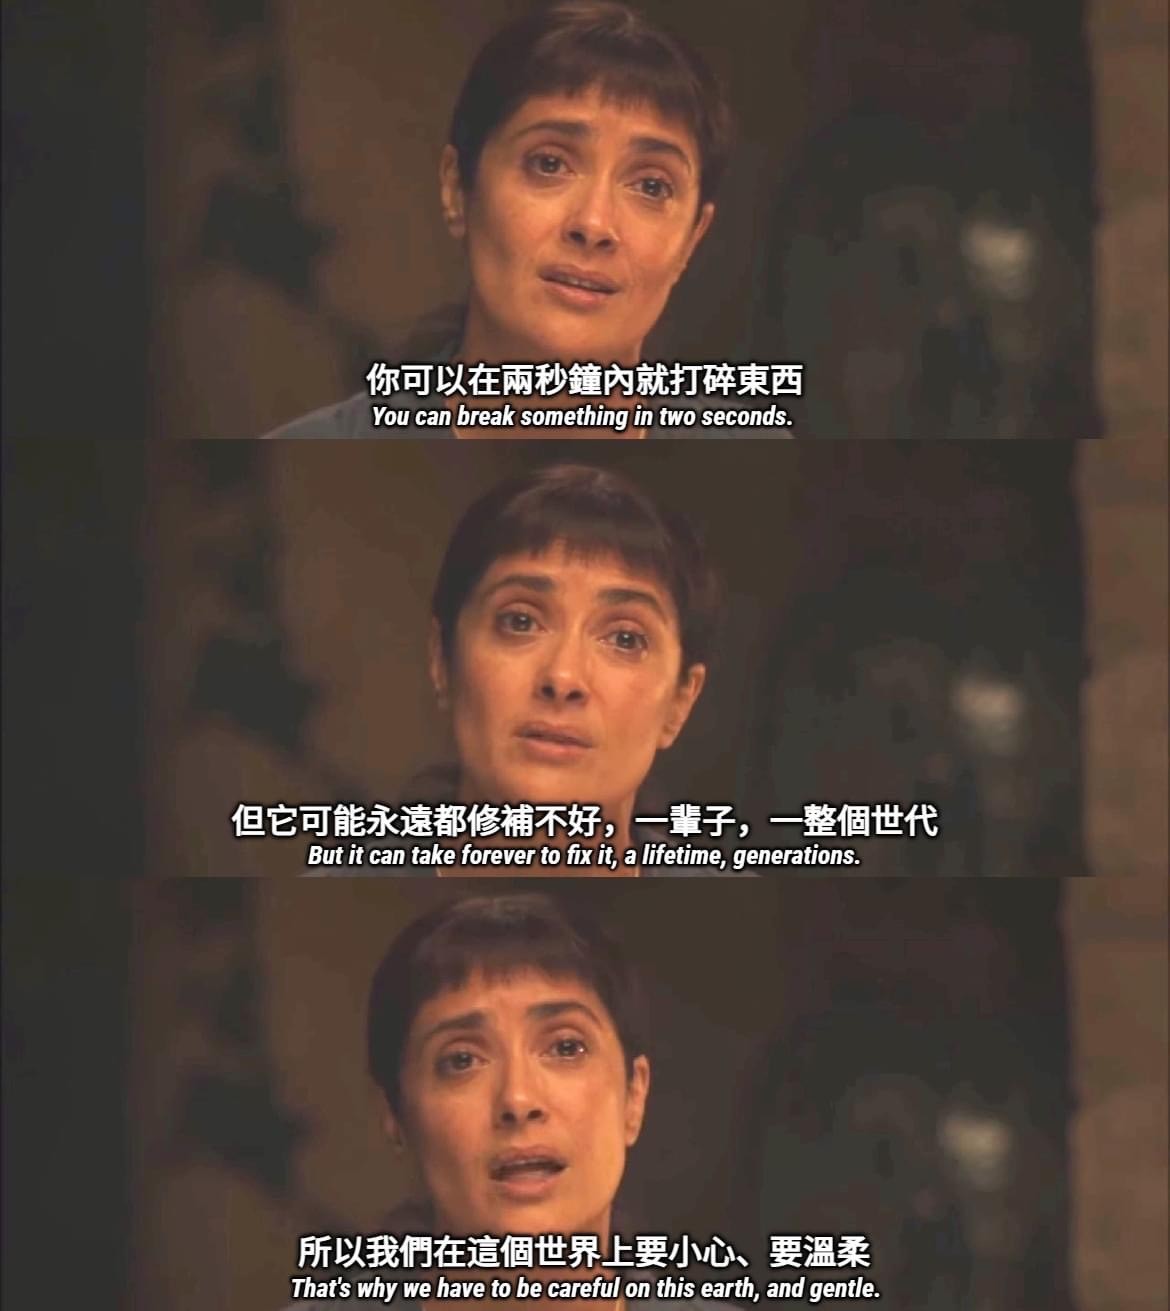 你可以在兩秒鐘內就打碎東西
You can break something in two seconds.
但它可能永遠都修補不好，一輩子，一整個世代
But it can take forever to fix it, a lifetime, generations.
所以我們在這個世界上要小心、要溫柔
That's why we have to be careful on this earth, and gentle.